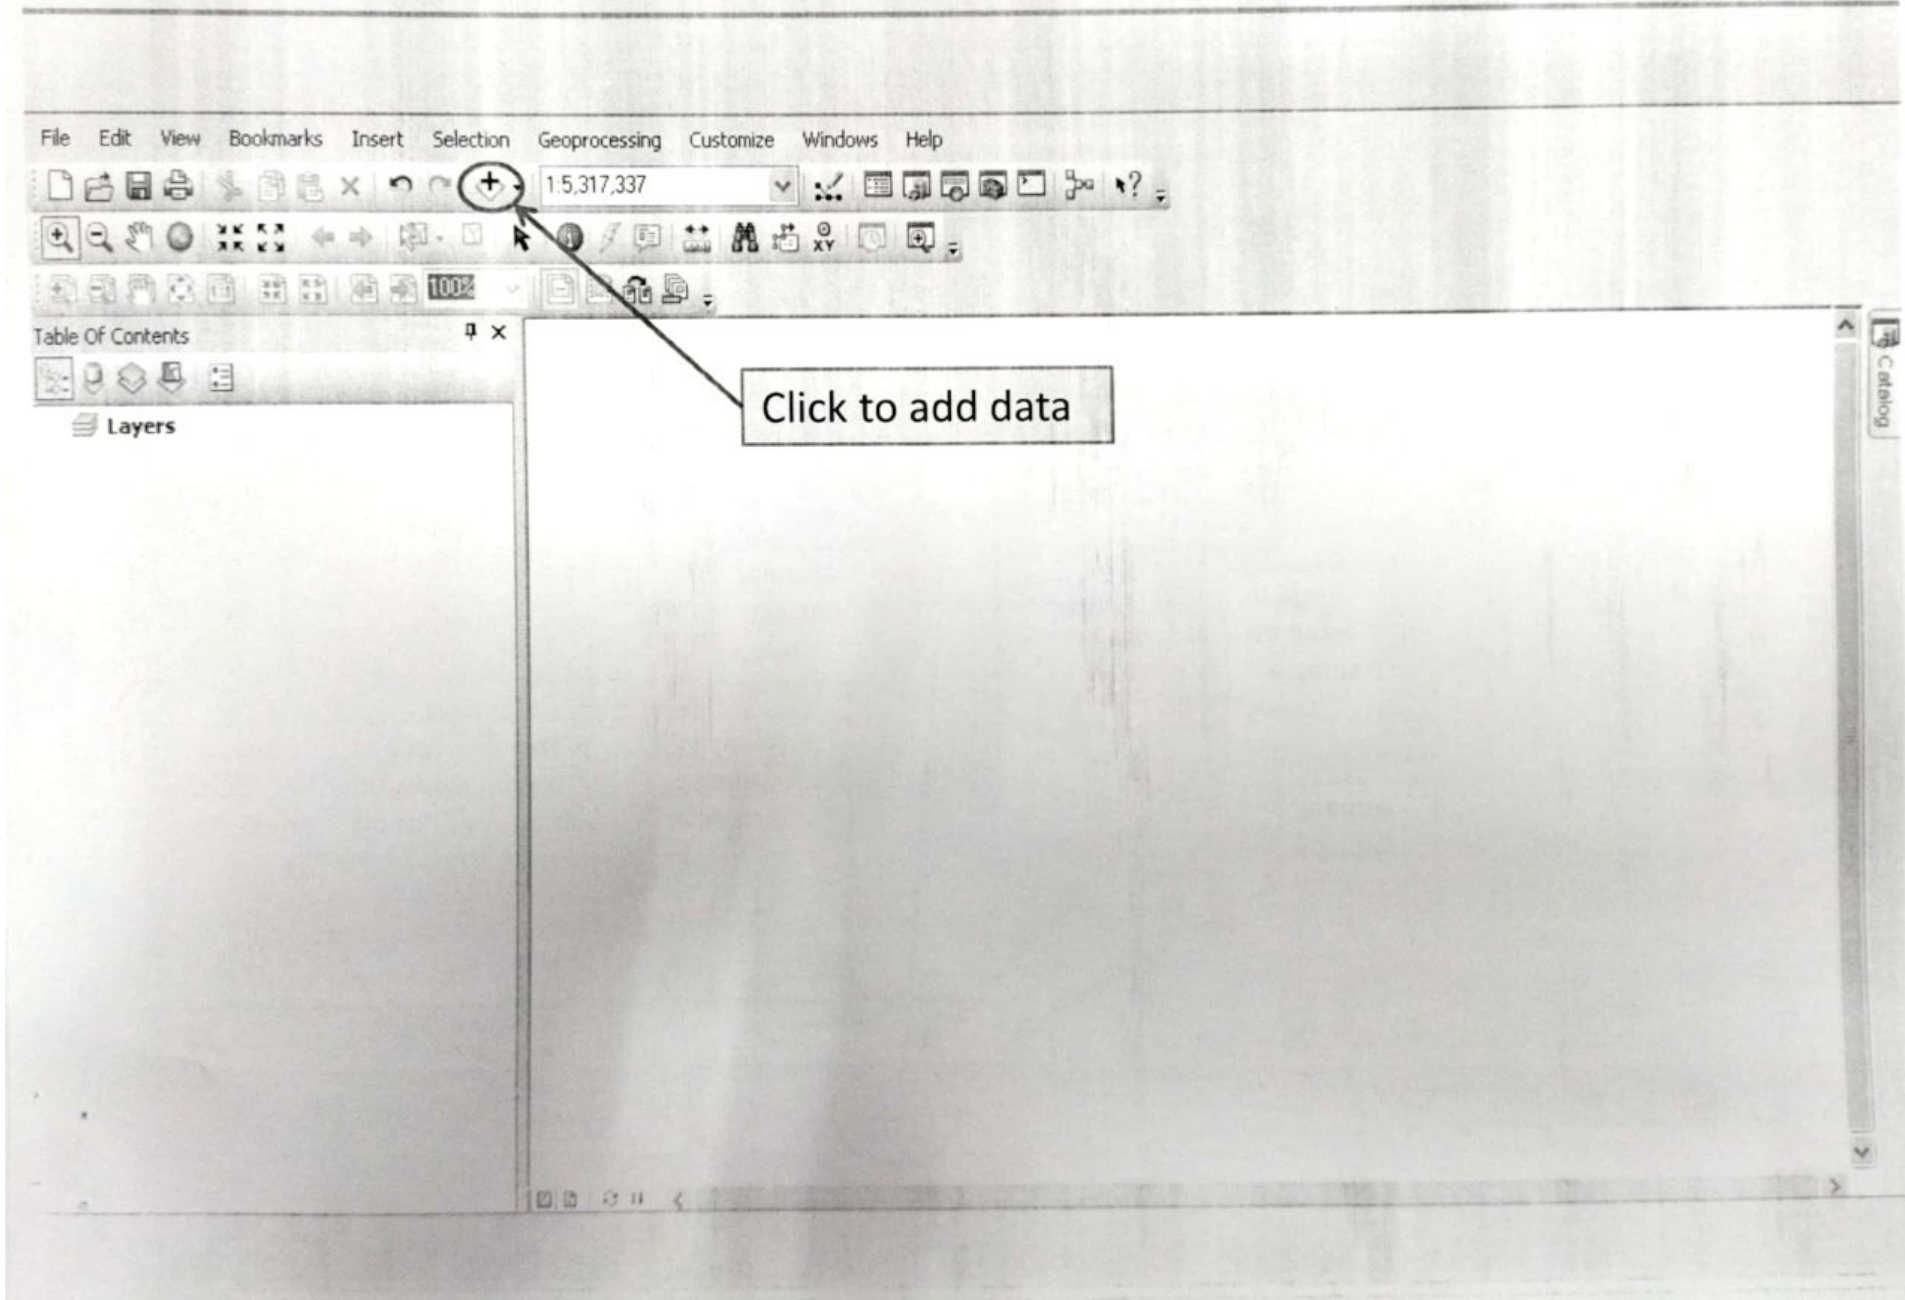 File Edit View Bookmarks Insert Selection Geoprocessing Customize Windows Help
1:5,317,337
XY
100%
Table Of Contents
Layers
Click to add data
Catalog